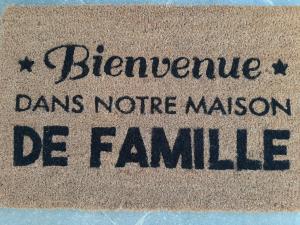 ★ Bienvenue ★
DANS NOTRE MAISON
DE FAMILLE